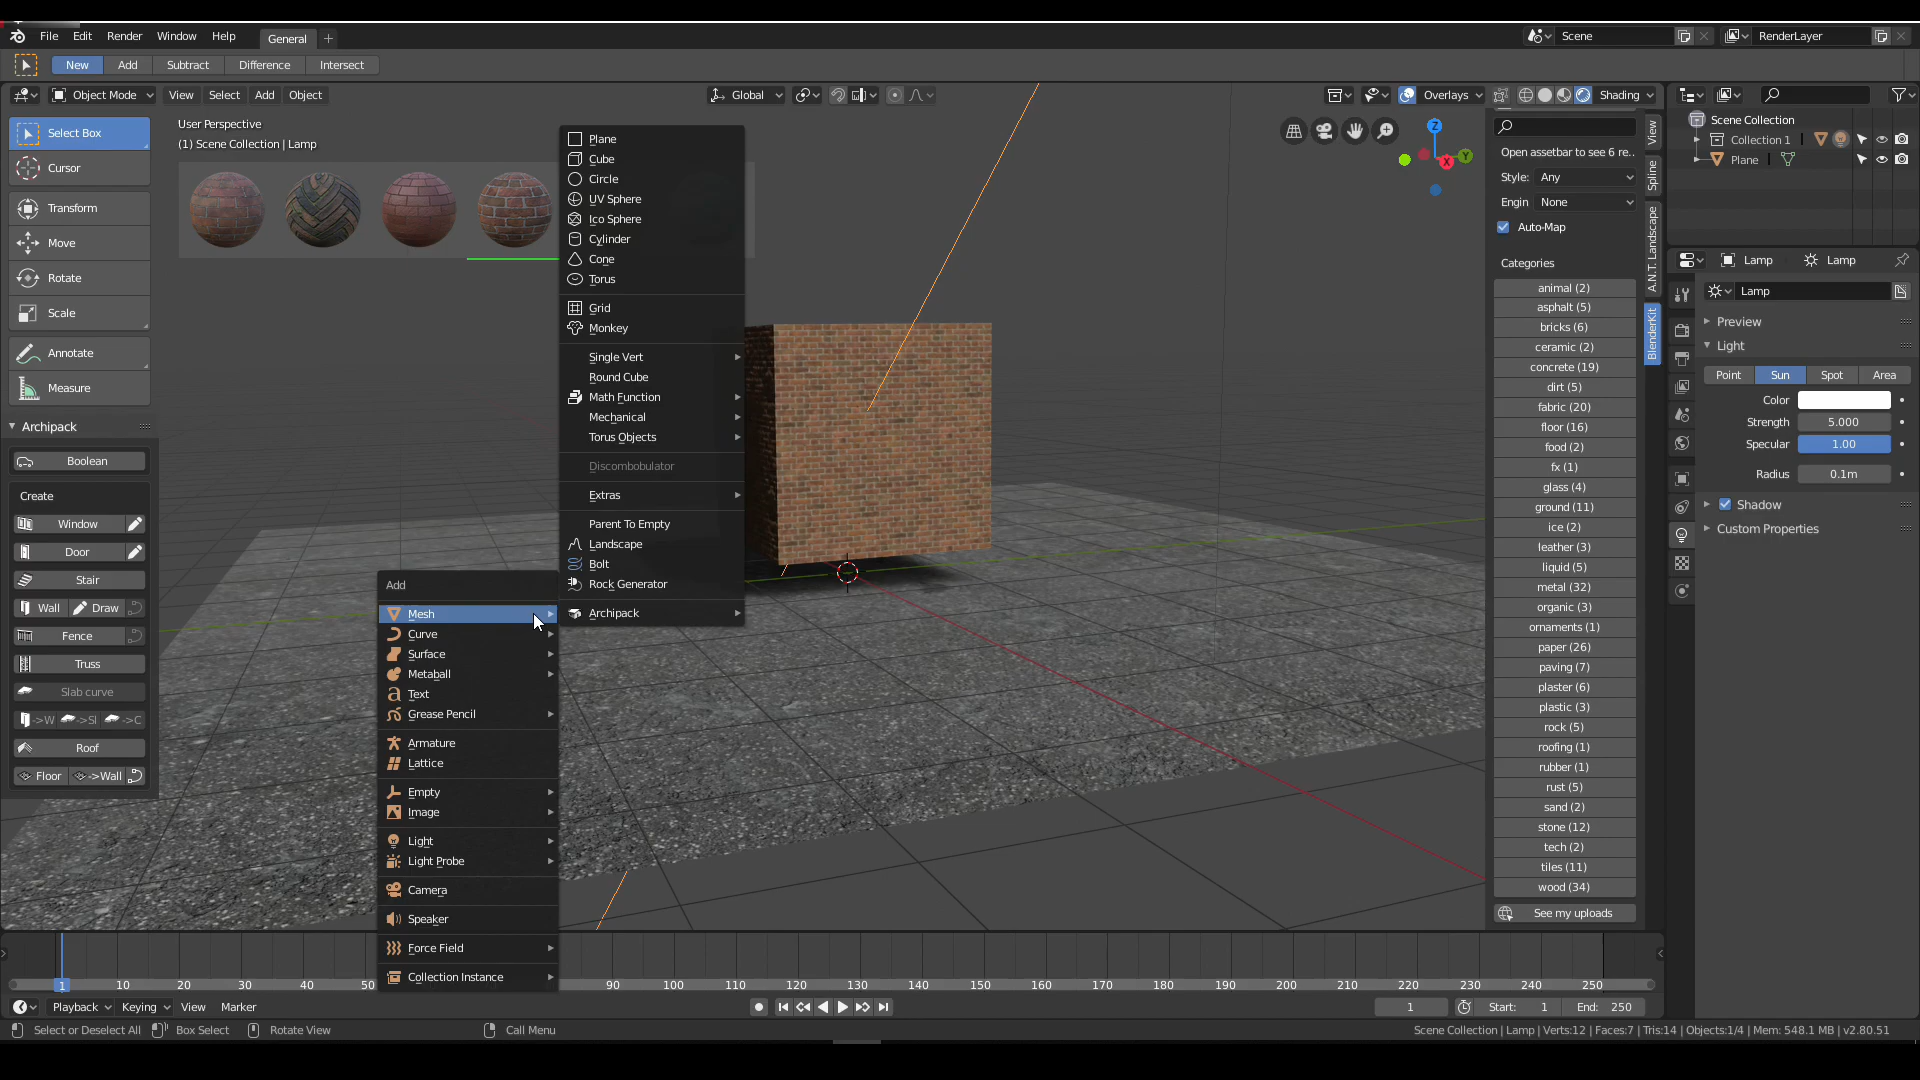 File Edit Render Window Help General + Scene RenderLayer
New Add Subtract Difference Intersect
Object Mode View Select Add Object Global Overlays Shading
User Perspective
(1) Scene Collection | Lamp
Select Box
Cursor
Transform
Move
Rotate
Scale
Annotate
Measure
Archipack
Boolean
Create
Window
Door
Stair
Wall Draw
Fence
Truss
Slab curve
->W ->Sl ->C
Roof
Floor ->Wall
Add
Mesh
Curve
Surface
Metaball
Text
Grease Pencil
Armature
Lattice
Empty
Image
Light
Light Probe
Camera
Speaker
Force Field
Collection Instance
Plane
Cube
Circle
UV Sphere
Ico Sphere
Cylinder
Cone
Torus
Grid
Monkey
Single Vert
Round Cube
Math Function
Mechanical
Torus Objects
Discombobulator
Extras
Parent To Empty
Landscape
Bolt
Rock Generator
Archipack
Z
X Y
Open assetbar to see 6 re..
Style: Any
Engin None
Auto-Map
Categories
animal (2)
asphalt (5)
bricks (6)
ceramic (2)
concrete (19)
dirt (5)
fabric (20)
floor (16)
food (2)
fx (1)
glass (4)
ground (11)
ice (2)
leather (3)
liquid (5)
metal (32)
organic (3)
ornaments (1)
paper (26)
paving (7)
plaster (6)
plastic (3)
rock (5)
roofing (1)
rubber (1)
rust (5)
sand (2)
stone (12)
tech (2)
tiles (11)
wood (34)
See my uploads
View
Spline
A.N.T. Landscape
BlenderKit
Scene Collection
Collection 1
Plane
Lamp Lamp
Lamp
Preview
Light
Point Sun Spot Area
Color
Strength 5.000
Specular 1.00
Radius 0.1m
Shadow
Custom Properties
1 10 20 30 40 50 90 100 110 120 130 140 150 160 170 180 190 200 210 220 230 240 250
Playback Keying View Marker 1 Start: 1 End: 250
Select or Deselect All Box Select Rotate View Call Menu Scene Collection | Lamp | Verts:12 | Faces:7 | Tris:14 | Objects:1/4 | Mem: 548.1 MB | v2.80.51